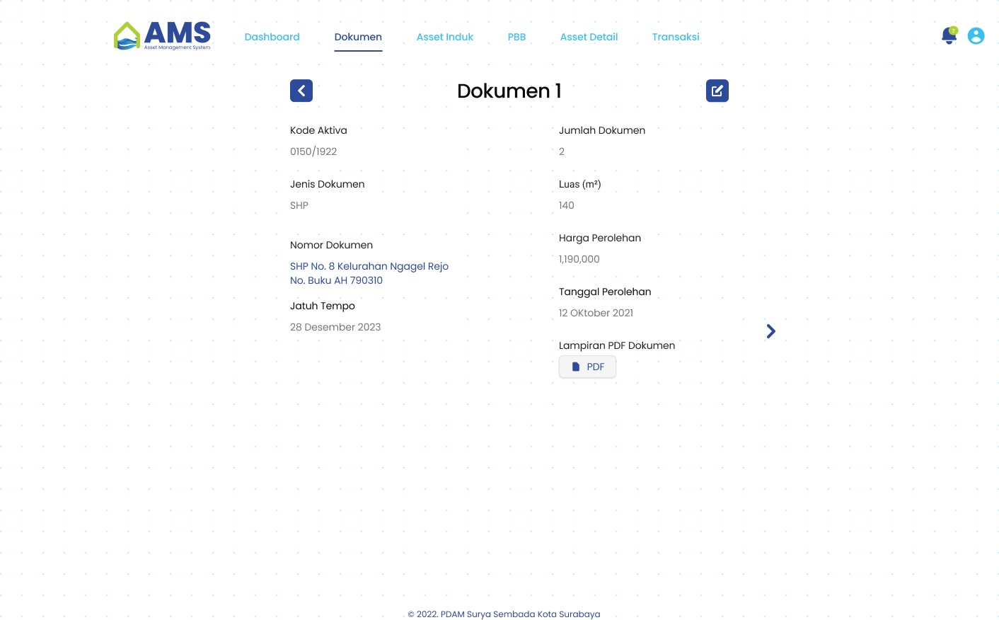 AMS
Asset Management System
Dashboard
Dokumen
Asset Induk
PBB
Asset Detail
Transaksi
2
Dokumen 1
Kode Aktiva
0150/1922
Jenis Dokumen
SHP
Nomor Dokumen
SHP No. 8 Kelurahan Ngagel Rejo
No. Buku AH 790310
Jatuh Tempo
28 Desember 2023
Jumlah Dokumen
2
Luas (m²)
140
Harga Perolehan
1,190,000
Tanggal Perolehan
12 OKtober 2021
Lampiran PDF Dokumen
PDF
© 2022. PDAM Surya Sembada Kota Surabaya